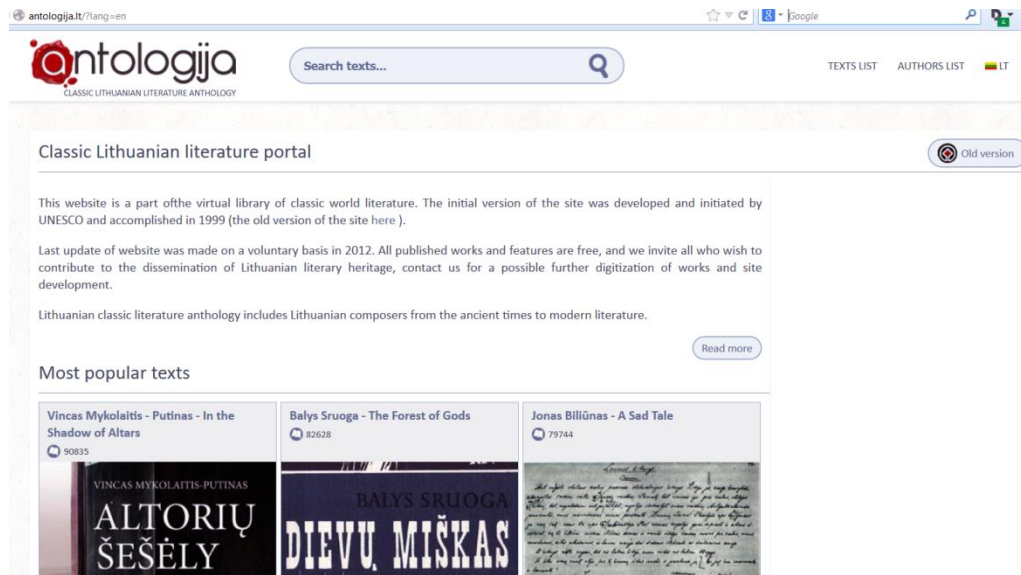 antologija.lt/?lang=en
Google
antologija
CLASSIC LITHUANIAN LITERATURE ANTHOLOGY
Search texts...
TEXTS LIST
AUTHORS LIST
LT
Classic Lithuanian literature portal
Old version
This website is a part ofthe virtual library of classic world literature. The initial version of the site was developed and initiated by
UNESCO and accomplished in 1999 (the old version of the site here ).
Last update of website was made on a voluntary basis in 2012. All published works and features are free, and we invite all who wish to
contribute to the dissemination of Lithuanian literary heritage, contact us for a possible further digitization of works and site
development.
Lithuanian classic literature anthology includes Lithuanian composers from the ancient times to modern literature.
Read more
Most popular texts
Vincas Mykolaitis - Putinas - In the
Shadow of Altars
90835
Balys Sruoga - The Forest of Gods
82628
Jonas Biliūnas - A Sad Tale
79744
VINCAS MYKOLAITIS-PUTINAS
ALTORIŲ
ŠEŠĖLY
BALYS SRUOGA
DIEVŲ MIŠKAS